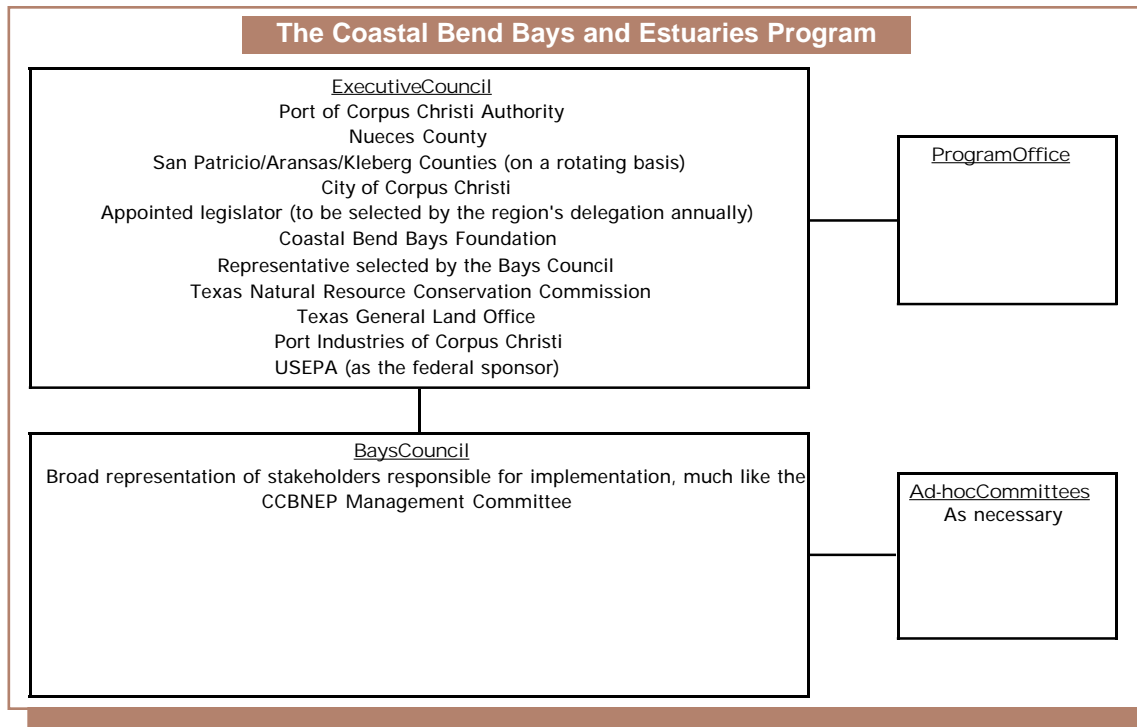 The Coastal Bend Bays and Estuaries Program
ExecutiveCouncil
Port of Corpus Christi Authority
Nueces County
San Patricio/Aransas/Kleberg Counties (on a rotating basis)
City of Corpus Christi
Appointed legislator (to be selected by the region's delegation annually)
Coastal Bend Bays Foundation
Representative selected by the Bays Council
Texas Natural Resource Conservation Commission
Texas General Land Office
Port Industries of Corpus Christi
USEPA (as the federal sponsor)
ProgramOffice
BaysCouncil
Broad representation of stakeholders responsible for implementation, much like the
CCBNEP Management Committee
Ad-hocCommittees
As necessary